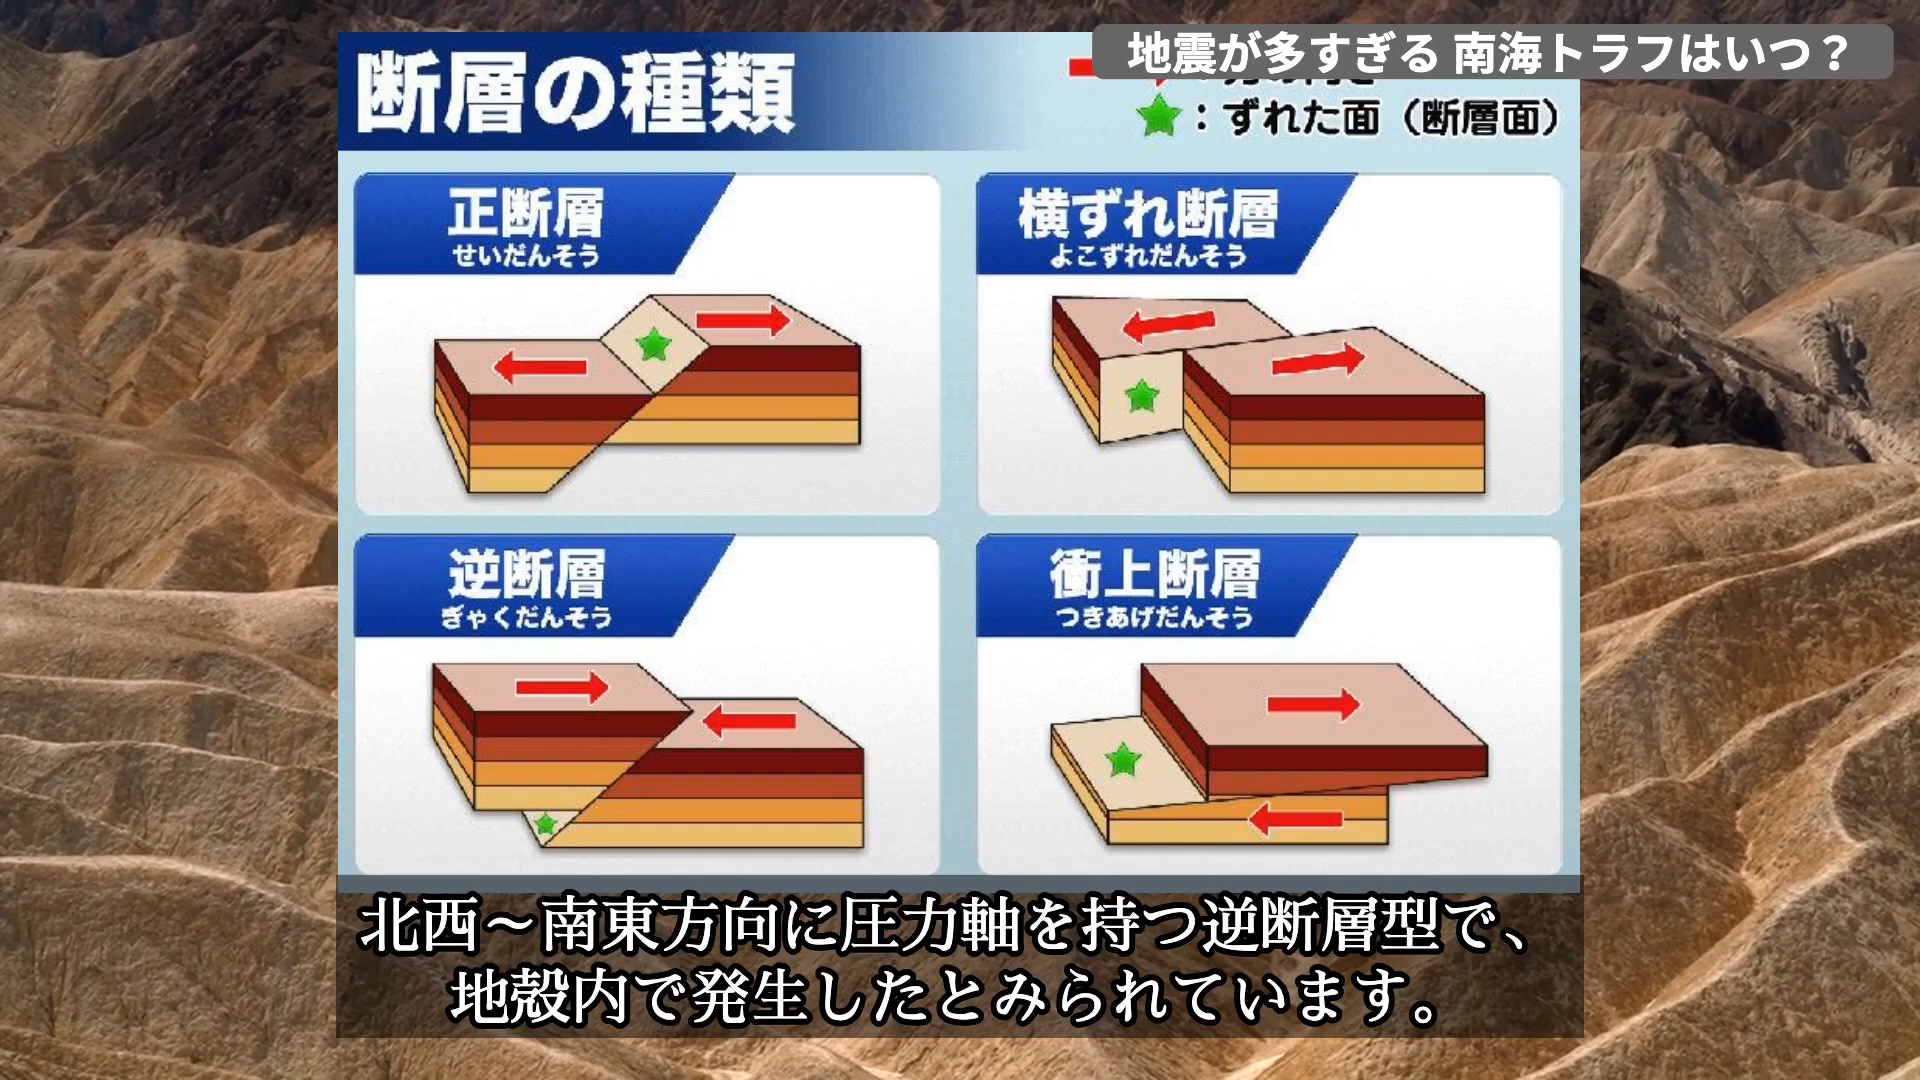 地震が多すぎる 南海トラフはいつ？
断層の種類
：ずれた面（断層面）
正断層
せいだんそう
横ずれ断層
よこずれだんそう
逆断層
ぎゃくだんそう
衝上断層
つきあげだんそう
北西～南東方向に圧力軸を持つ逆断層型で、
地殻内で発生したとみられています。